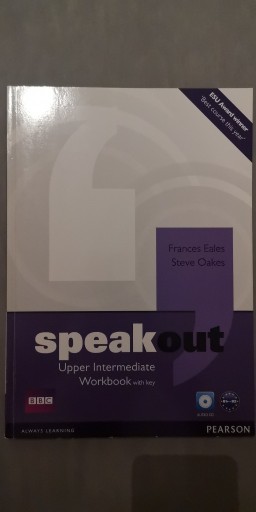 ESU Award winner
'Best course this year'
Frances Eales
Steve Oakes
speakout
Upper Intermediate
Workbook with key
BBC
ALWAYS LEARNING
PEARSON